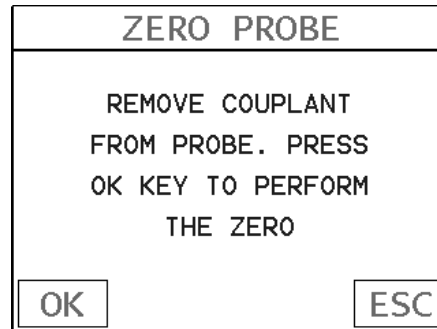 ZERO PROBE
REMOVE COUPLANT
FROM PROBE. PRESS
OK KEY TO PERFORM
THE ZERO
OK ESC